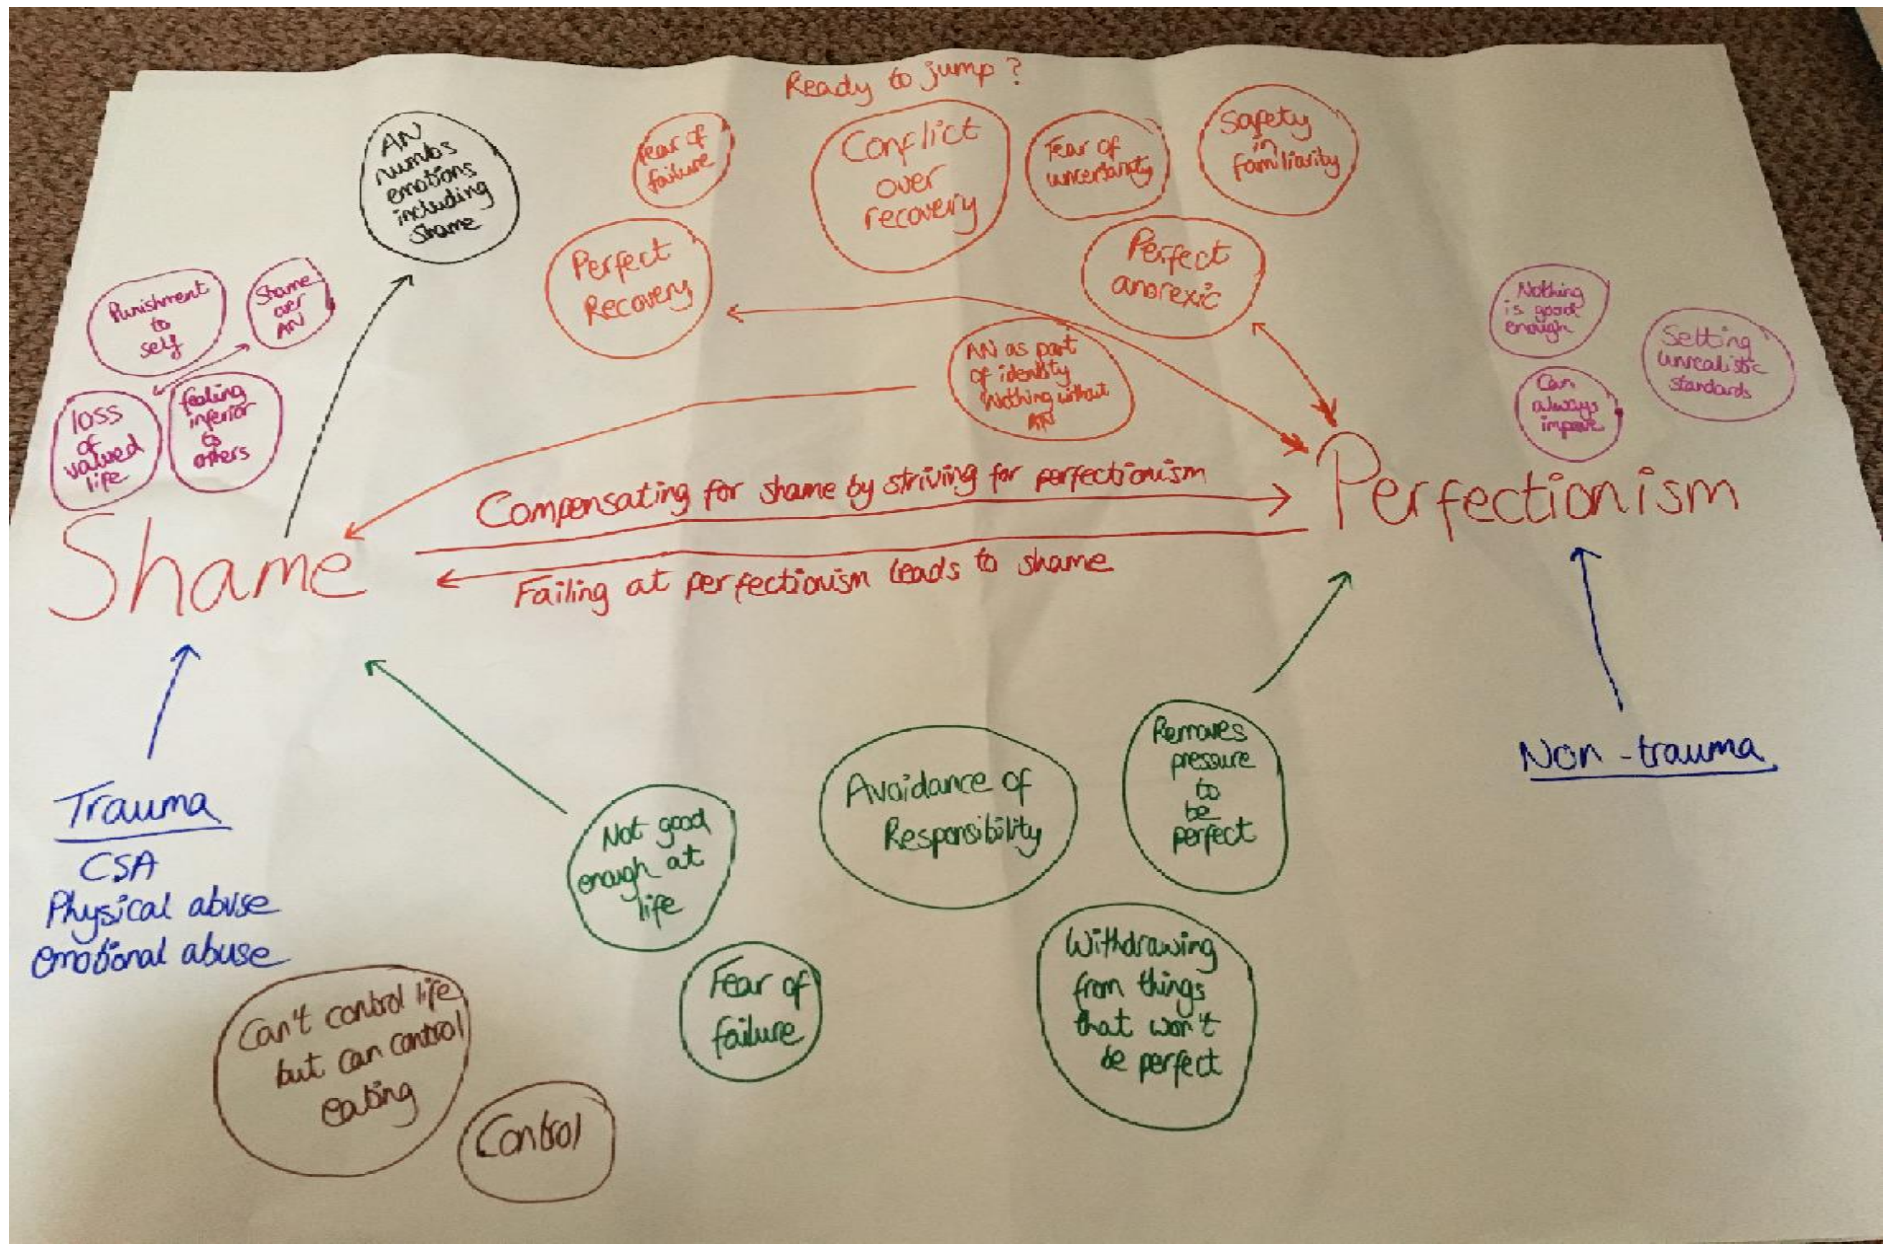 Ready to jump?
AN
numbs
emotions
including
shame
fear of
failure
Conflict
over
recovery
Fear of
uncertainty
Safety
in
familiarity
Perfect
Recovery
Perfect
anorexic
Punishment
to
self
Shame
over
AN
loss
of
valued
life
feeling
inferior
to
others
AN as part
of identity
Nothing without
AN
Nothing
is good
enough
Can
always
improve
Setting
unrealistic
standards
Compensating for shame by striving for perfectionism
Perfectionism
Shame
Failing at perfectionism leads to shame
Trauma
CSA
Physical abuse
emotional abuse
Non-trauma
Not good
enough at
life
Avoidance of
Responsibility
Removes
pressure
to
be
perfect
Fear of
failure
Withdrawing
from things
that won't
be perfect
Can't control life
but can control
eating
Control